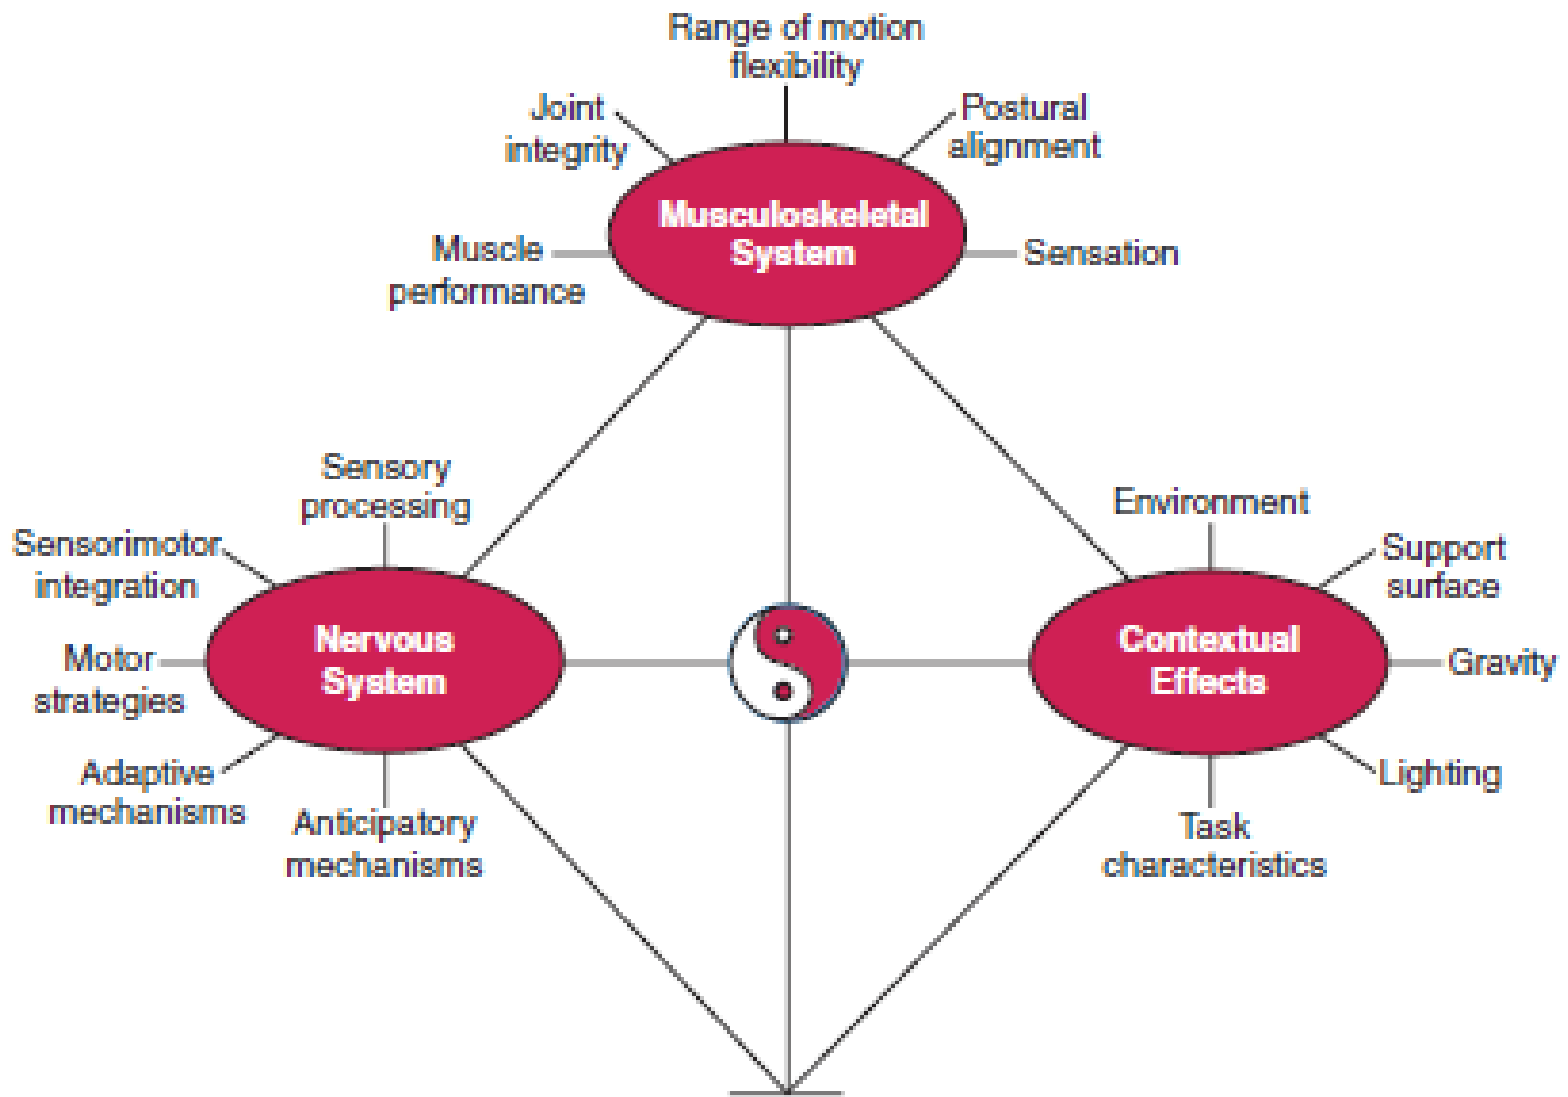 Range of motion
flexibility
Joint
integrity
Postural
alignment
Musculoskeletal
System
Muscle
performance
Sensation
Sensory
processing
Sensorimotor
integration
Nervous
System
Motor
strategies
Adaptive
mechanisms
Anticipatory
mechanisms
Environment
Support
surface
Contextual
Effects
Gravity
Lighting
Task
characteristics